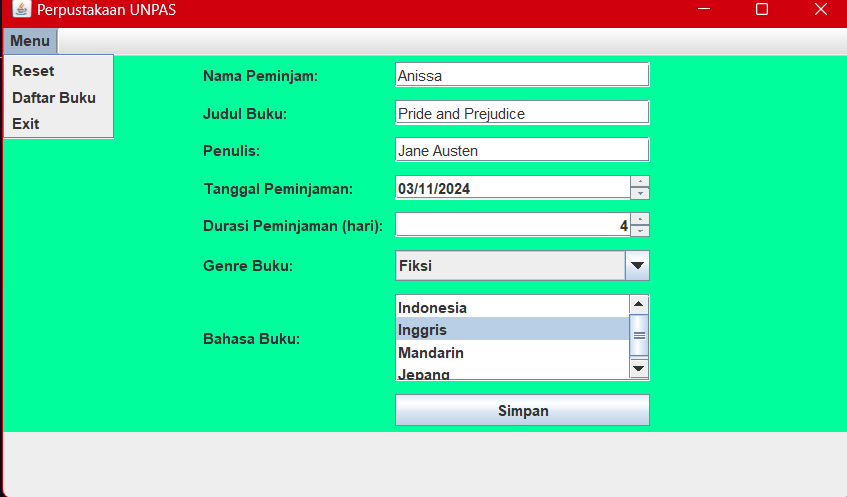 Perpustakaan UNPAS
Menu
Reset
Daftar Buku
Exit
Nama Peminjam: Anissa
Judul Buku: Pride and Prejudice
Penulis: Jane Austen
Tanggal Peminjaman: 03/11/2024
Durasi Peminjaman (hari): 4
Genre Buku: Fiksi
Bahasa Buku:
Indonesia
Inggris
Mandarin
Jepang
Simpan